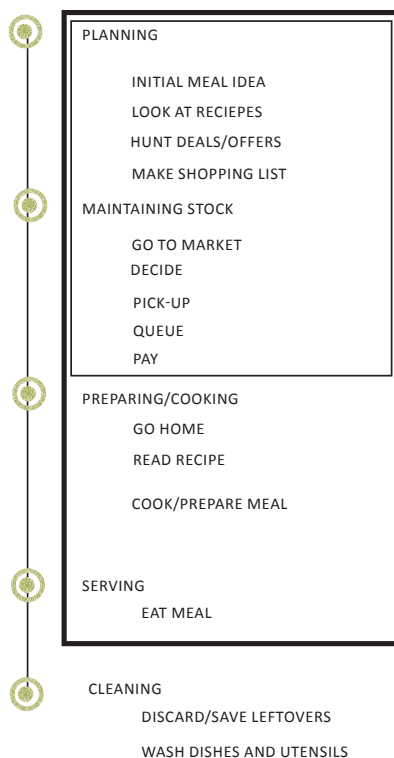 PLANNING
INITIAL MEAL IDEA
LOOK AT RECIEPES
HUNT DEALS/OFFERS
MAKE SHOPPING LIST
MAINTAINING STOCK
GO TO MARKET
DECIDE
PICK-UP
QUEUE
PAY
PREPARING/COOKING
GO HOME
READ RECIPE
COOK/PREPARE MEAL
SERVING
EAT MEAL
CLEANING
DISCARD/SAVE LEFTOVERS
WASH DISHES AND UTENSILS